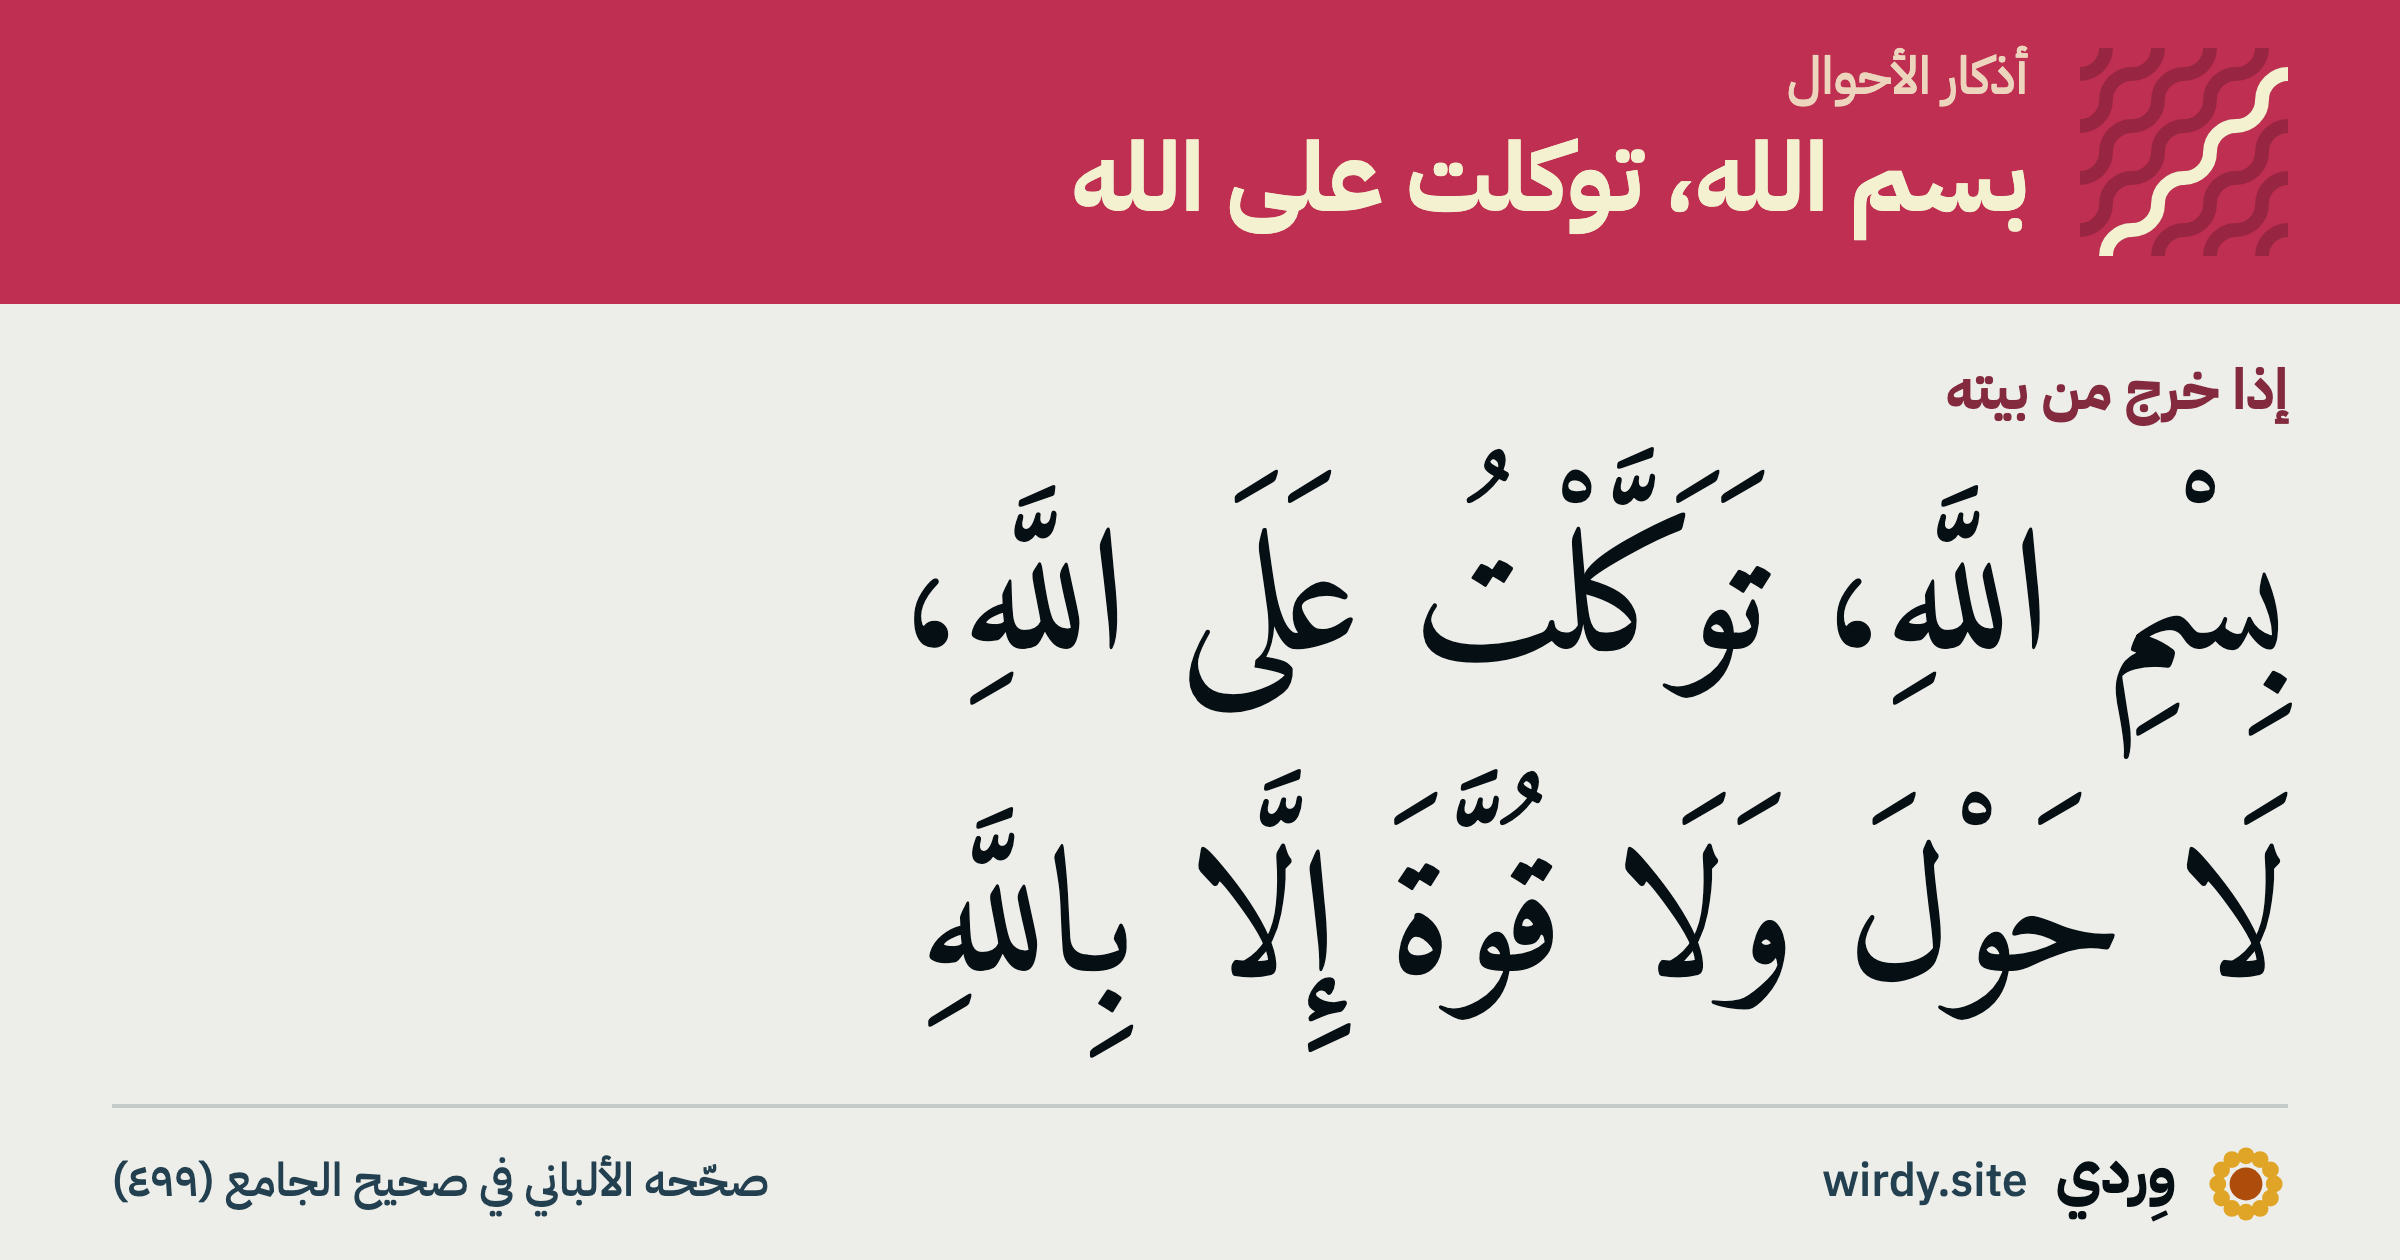 أذكار الأحوال
بسم الله، توكلت على الله
إذا خرج من بيته
بِسْمِ اللَّهِ، تَوَكَّلْتُ عَلَى اللَّهِ،
لَا حَوْلَ وَلَا قُوَّةَ إِلَّا بِاللَّهِ
وِردي wirdy.site
صحّحه الألباني في صحيح الجامع (٤٩٩)